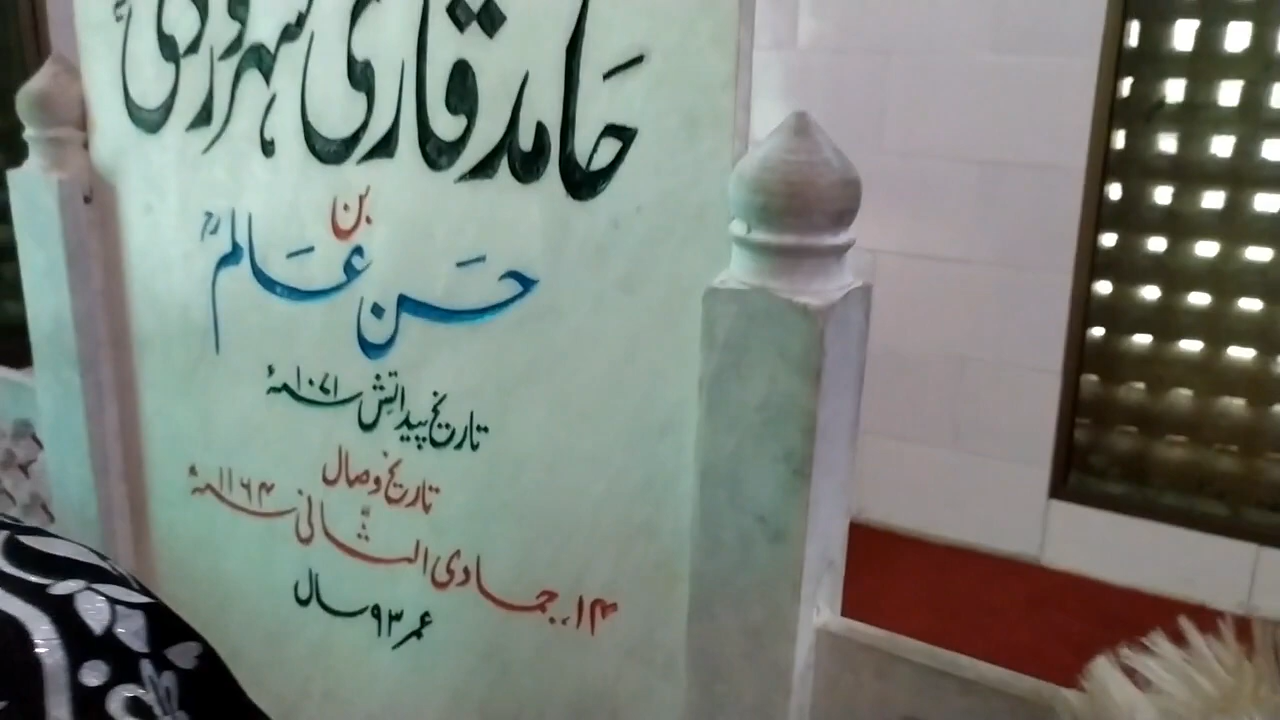 حامد قاری سہروردیؒ
بن
حسن عالمؒ
تاریخ پیدائش ۱۰۷۱ھ
تاریخ وصال
۱۴، جمادی الثانی ۱۱۶۴ھ
عمر ۹۳ سال